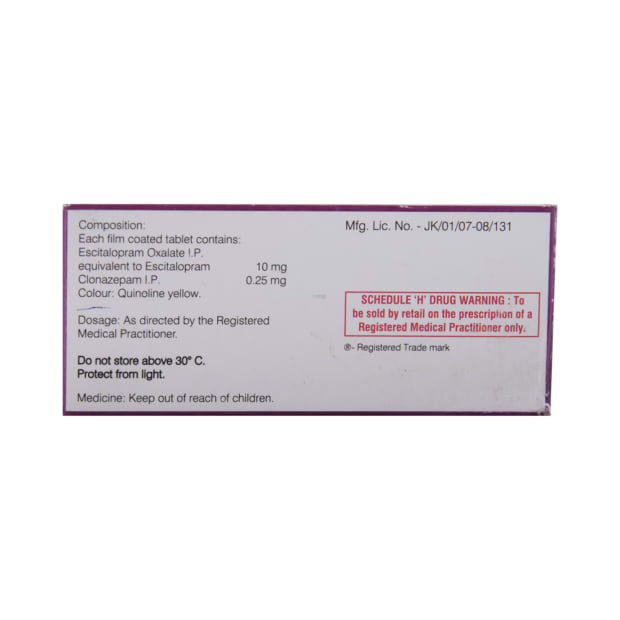 Composition:
Each film coated tablet contains:
Escitalopram Oxalate I.P.
equivalent to Escitalopram 10 mg
Clonazepam I.P. 0.25 mg
Colour: Quinoline yellow.
Dosage: As directed by the Registered
Medical Practitioner.
Do not store above 30° C.
Protect from light.
Medicine: Keep out of reach of children.
Mfg. Lic. No. - JK/01/07-08/131
SCHEDULE 'H' DRUG WARNING : To
be sold by retail on the prescription of a
Registered Medical Practitioner only.
®- Registered Trade mark